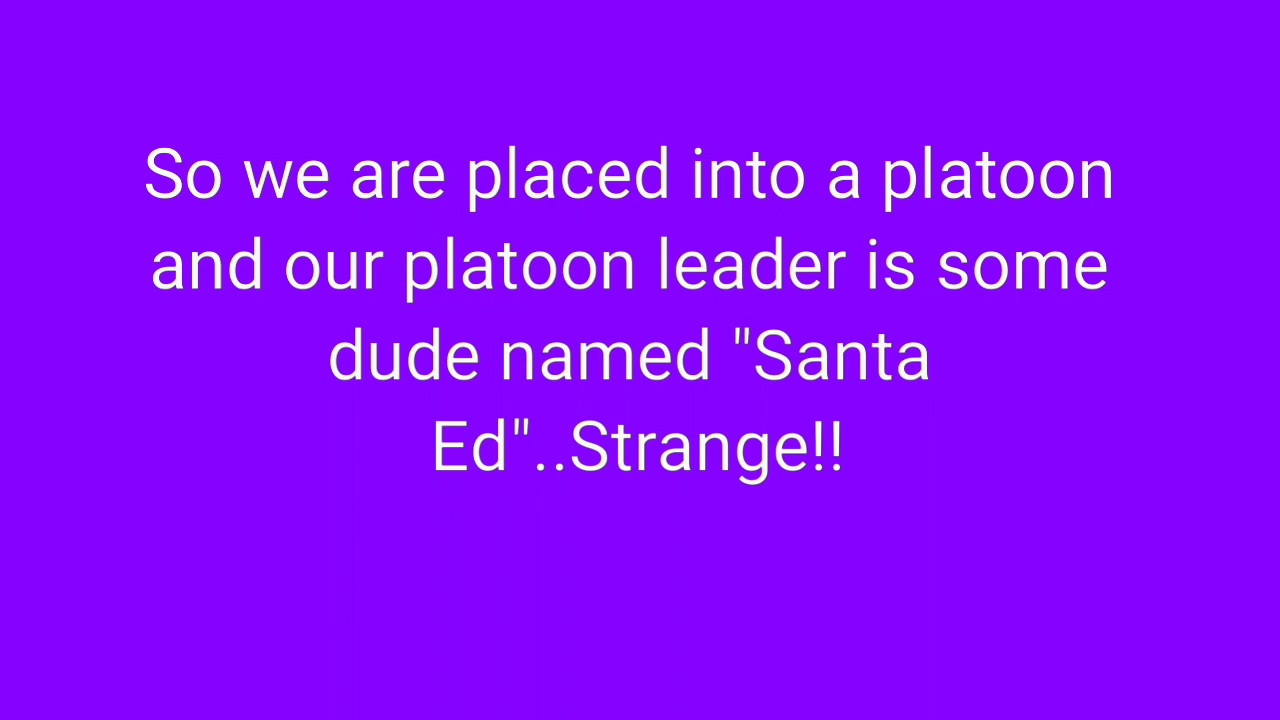 So we are placed into a platoon
and our platoon leader is some
dude named "Santa
Ed"..Strange!!